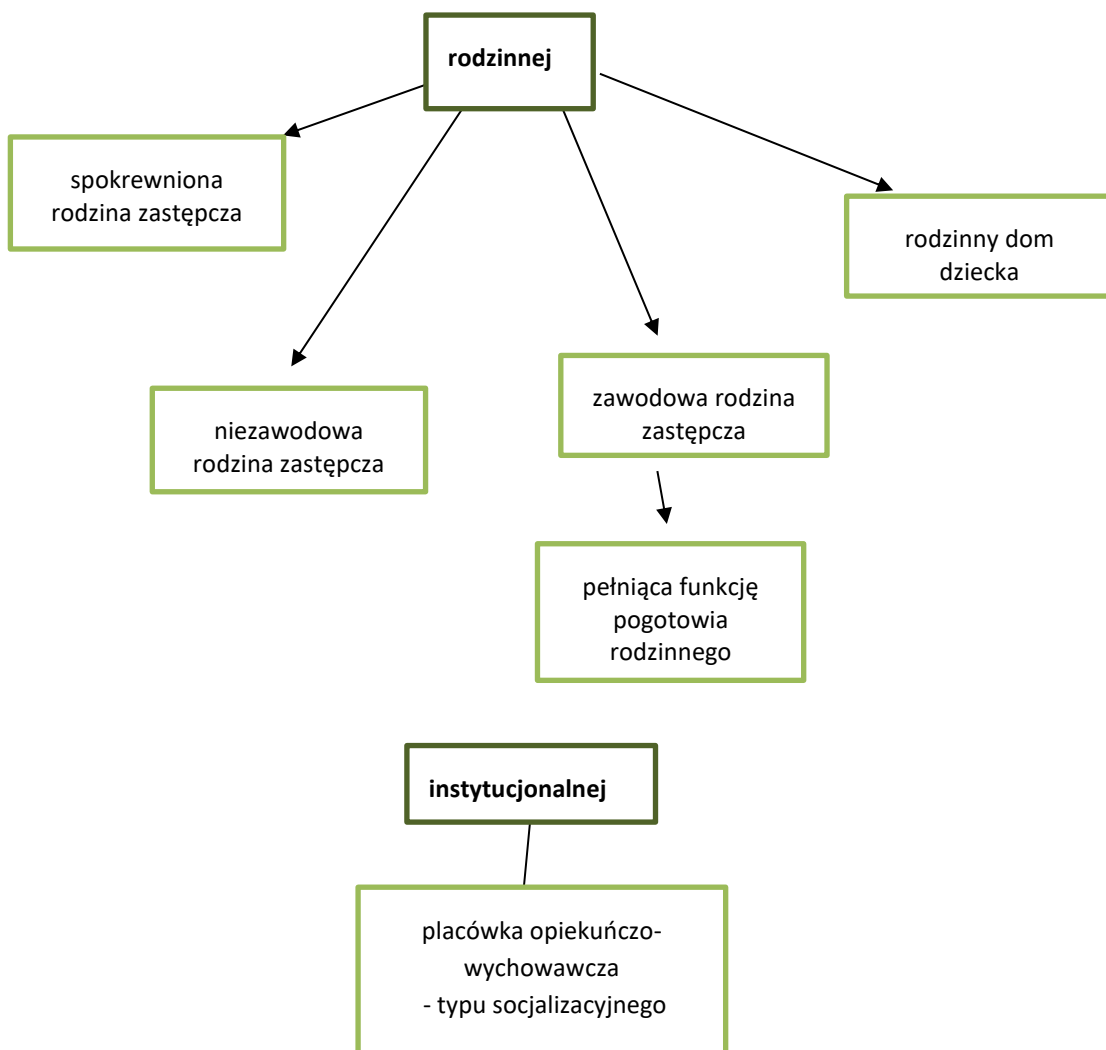 rodzinnej
spokrewniona
rodzina zastępcza
rodzinny dom
dziecka
niezawodowa
rodzina zastępcza
zawodowa rodzina
zastępcza
pełniąca funkcję
pogotowia
rodzinnego
instytucjonalnej
placówka opiekuńczo-
wychowawcza
- typu socjalizacyjnego